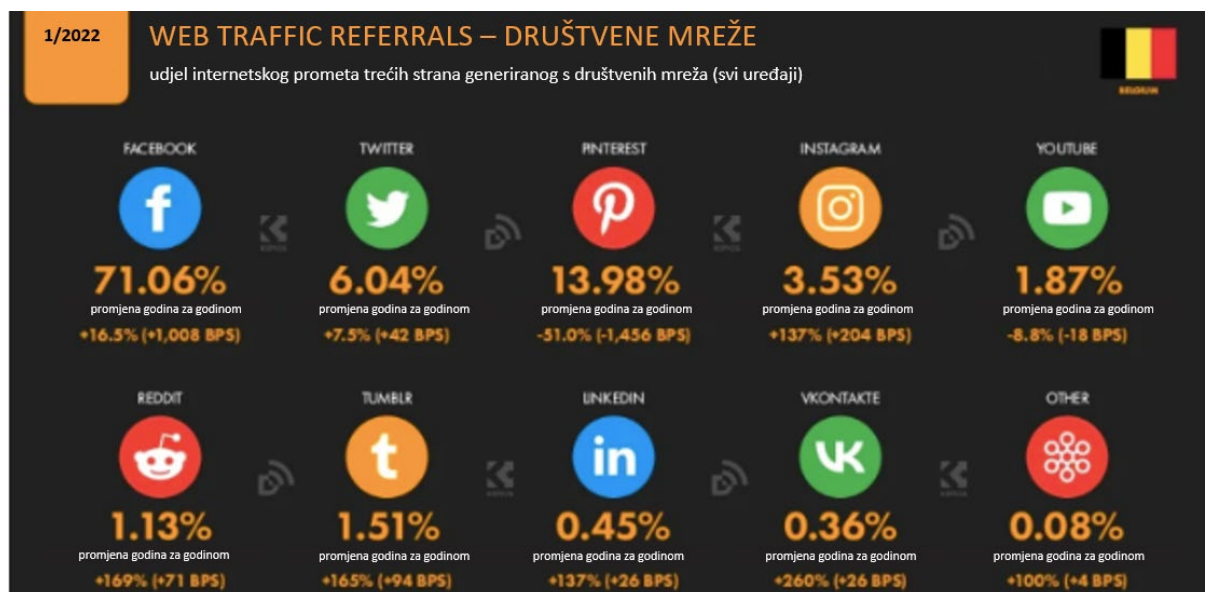 1/2022
WEB TRAFFIC REFERRALS – DRUŠTVENE MREŽE
udjel internetskog prometa trećih strana generiranog s društvenih mreža (svi uređaji)
BELGIUM
FACEBOOK
TWITTER
PINTEREST
INSTAGRAM
YOUTUBE
71.06%
6.04%
13.98%
3.53%
1.87%
promjena godina za godinom
promjena godina za godinom
promjena godina za godinom
promjena godina za godinom
promjena godina za godinom
+16.5% (+1,008 BPS)
+7.5% (+42 BPS)
-51.0% (-1,456 BPS)
+137% (+204 BPS)
-8.8% (-18 BPS)
REDDIT
TUMBLR
LINKEDIN
VKONTAKTE
OTHER
1.13%
1.51%
0.45%
0.36%
0.08%
promjena godina za godinom
promjena godina za godinom
promjena godina za godinom
promjena godina za godinom
promjena godina za godinom
+169% (+71 BPS)
+165% (+94 BPS)
+137% (+26 BPS)
+260% (+26 BPS)
+100% (+4 BPS)